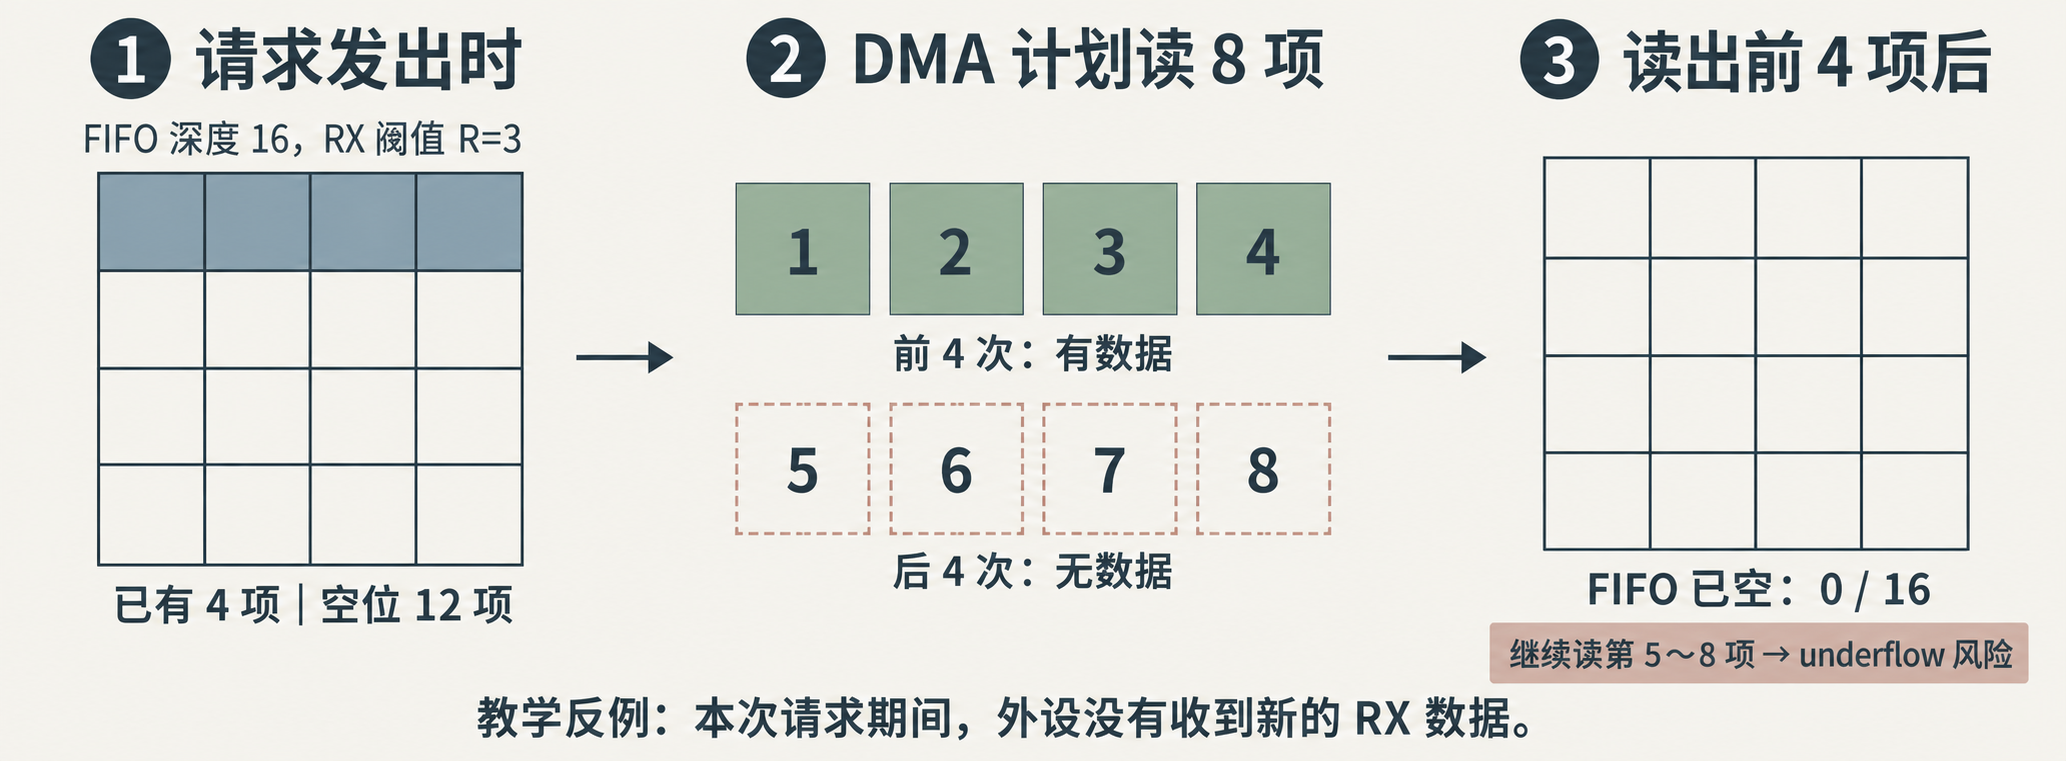 1 请求发出时
FIFO 深度 16，RX 阈值 R=3
已有 4 项｜空位 12 项
2 DMA 计划读 8 项
1 2 3 4
前 4 次：有数据
5 6 7 8
后 4 次：无数据
3 读出前 4 项后
FIFO 已空：0 / 16
继续读第 5～8 项 → underflow 风险
教学反例：本次请求期间，外设没有收到新的 RX 数据。